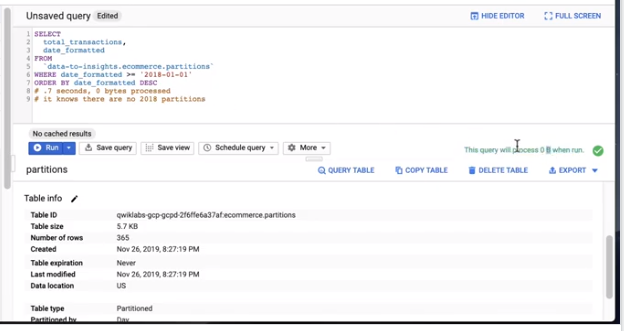 Unsaved query Edited HIDE EDITOR FULL SCREEN
1 SELECT
2 total_transactions,
3 date_formatted
4 FROM
5 `data-to-insights.ecommerce.partitions`
6 WHERE date_formatted >= '2018-01-01'
7 ORDER BY date_formatted DESC
8 # .7 seconds, 0 bytes processed
9 # it knows there are no 2018 partitions
No cached results
Run Save query Save view Schedule query More This query will process 0 B when run.
partitions QUERY TABLE COPY TABLE DELETE TABLE EXPORT
Table info
Table ID qwiklabs-gcp-gcpd-2f6ffe6a37af:ecommerce.partitions
Table size 5.7 KB
Number of rows 365
Created Nov 26, 2019, 8:27:19 PM
Table expiration Never
Last modified Nov 26, 2019, 8:27:19 PM
Data location US
Table type Partitioned
Partitioned by Day